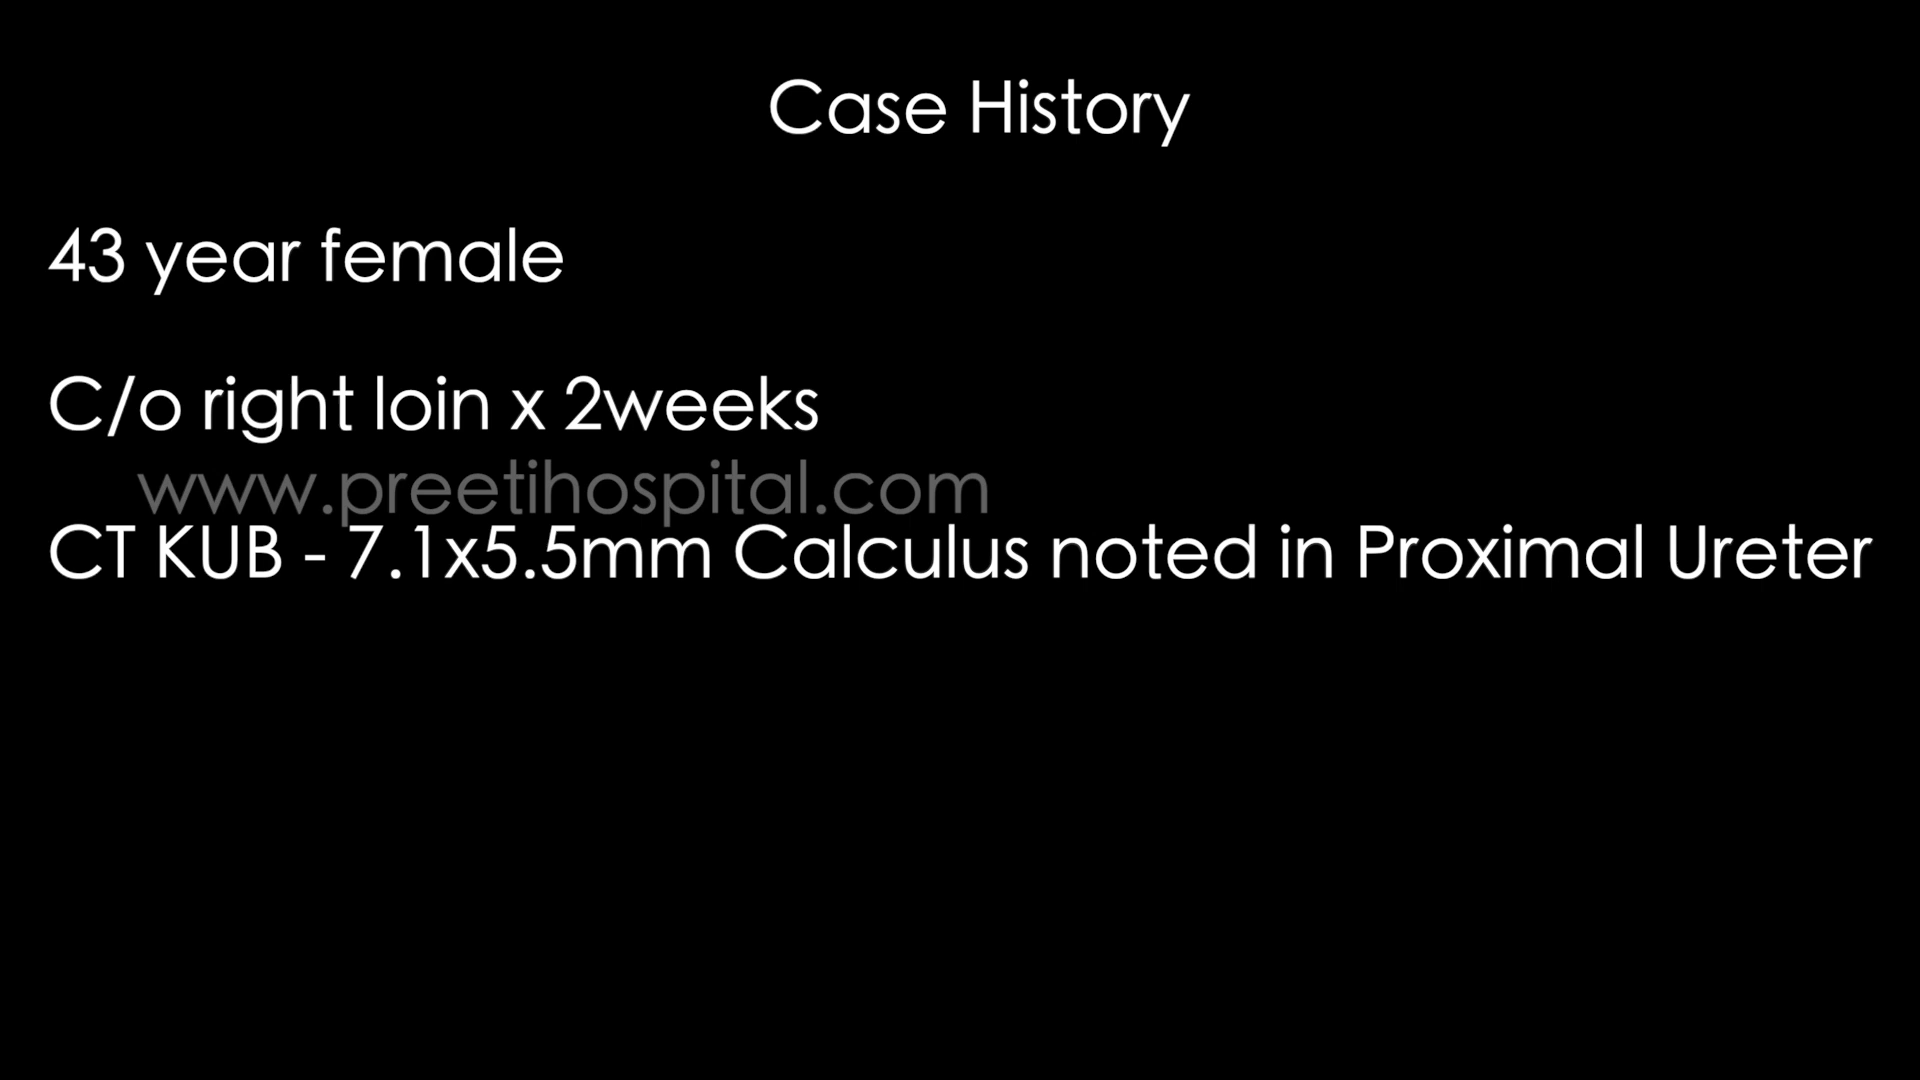 Case History
43 year female
C/o right loin x 2weeks
www.preetihospital.com
CT KUB - 7.1x5.5mm Calculus noted in Proximal Ureter